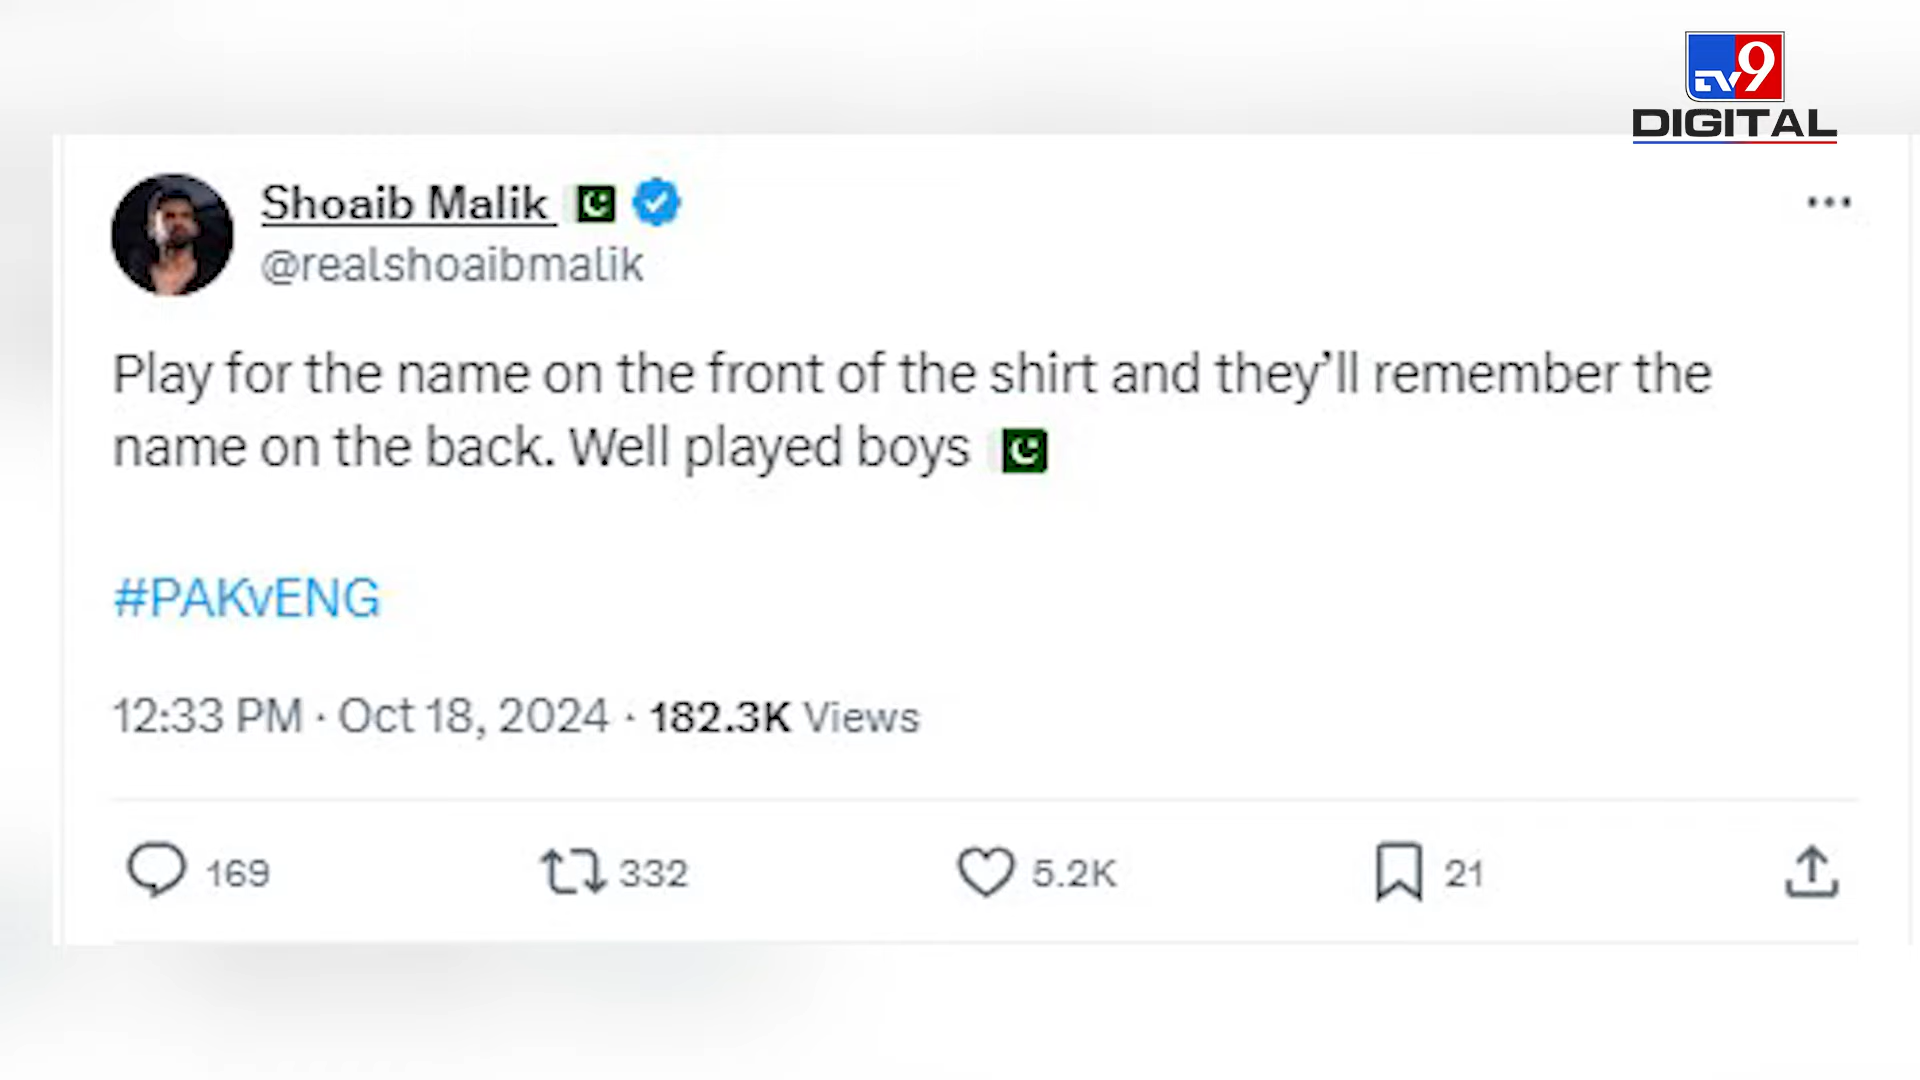 TV9
DIGITAL
Shoaib Malik 🇵🇰
@realshoaibmalik
Play for the name on the front of the shirt and they’ll remember the
name on the back. Well played boys 🇵🇰
#PAKvENG
12:33 PM · Oct 18, 2024 · 182.3K Views
169 332 5.2K 21